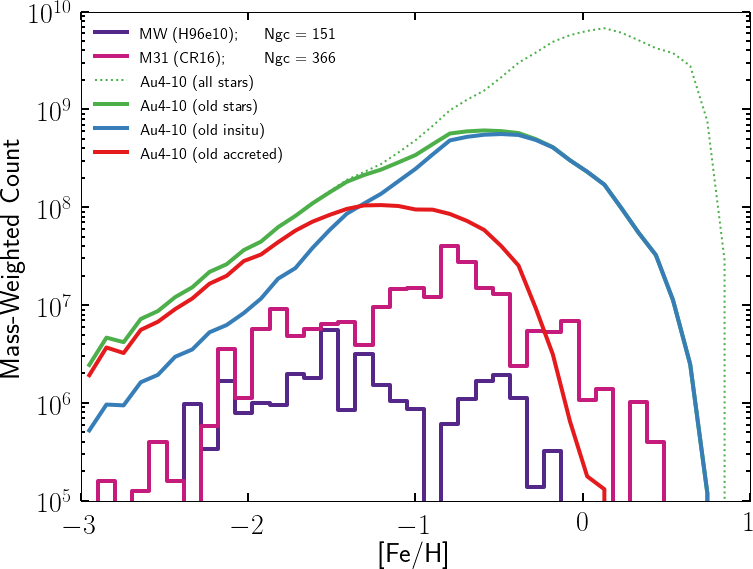 10^10
10^9
10^8
10^7
10^6
10^5
Mass-Weighted Count
MW (H96e10); Ngc = 151
M31 (CR16); Ngc = 366
Au4-10 (all stars)
Au4-10 (old stars)
Au4-10 (old insitu)
Au4-10 (old accreted)
−3 −2 −1 0 1
[Fe/H]